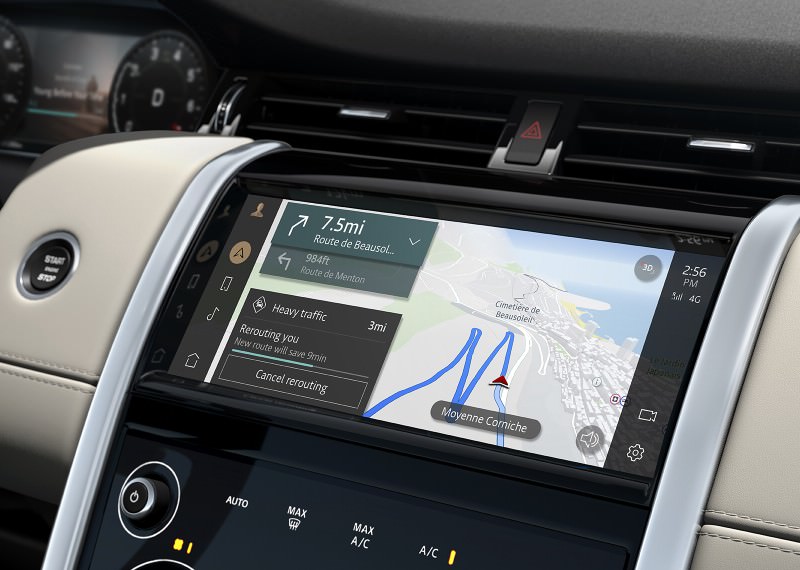 D
START
STOP
7.5mi
Route de Beausol...
984ft
Route de Menton
Heavy traffic
3mi
Rerouting you
New route will save 9min
Cancel rerouting
Cimetière de
Beausoleil
3D
2:56
PM
4G
Moyenne Corniche
AUTO
MAX
MAX
A/C
A/C